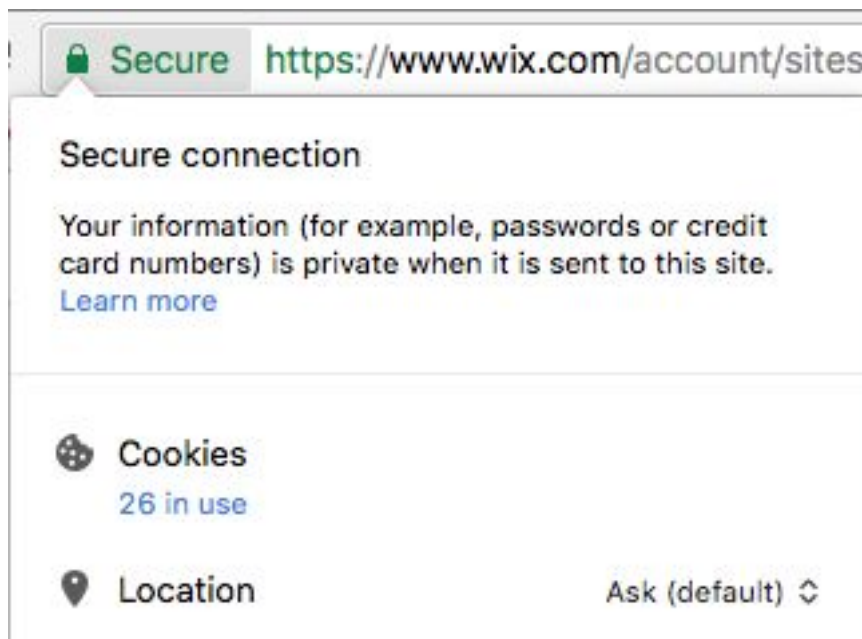 Secure https://www.wix.com/account/sites
Secure connection
Your information (for example, passwords or credit
card numbers) is private when it is sent to this site.
Learn more
Cookies
26 in use
Location Ask (default)